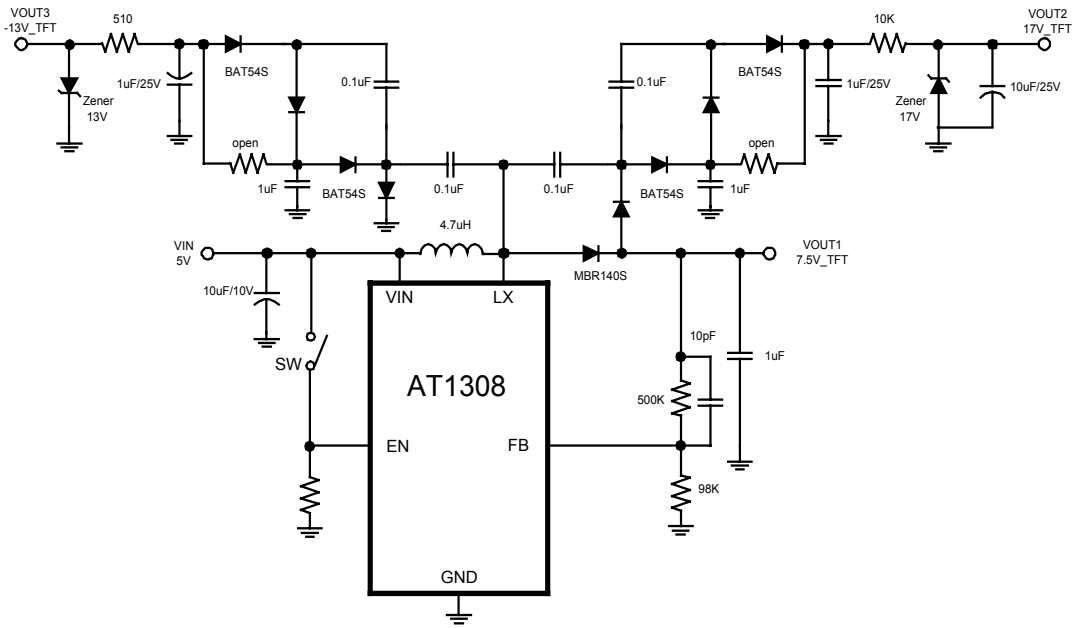 VOUT3
-13V_TFT
510
BAT54S
1uF/25V
Zener
13V
0.1uF
open
1uF
BAT54S
0.1uF
0.1uF
0.1uF
BAT54S
1uF/25V
10K
VOUT2
17V_TFT
Zener
17V
10uF/25V
open
BAT54S
1uF
4.7uH
VIN
5V
10uF/10V
SW
VIN
LX
MBR140S
VOUT1
7.5V_TFT
10pF
1uF
500K
98K
AT1308
EN
FB
GND